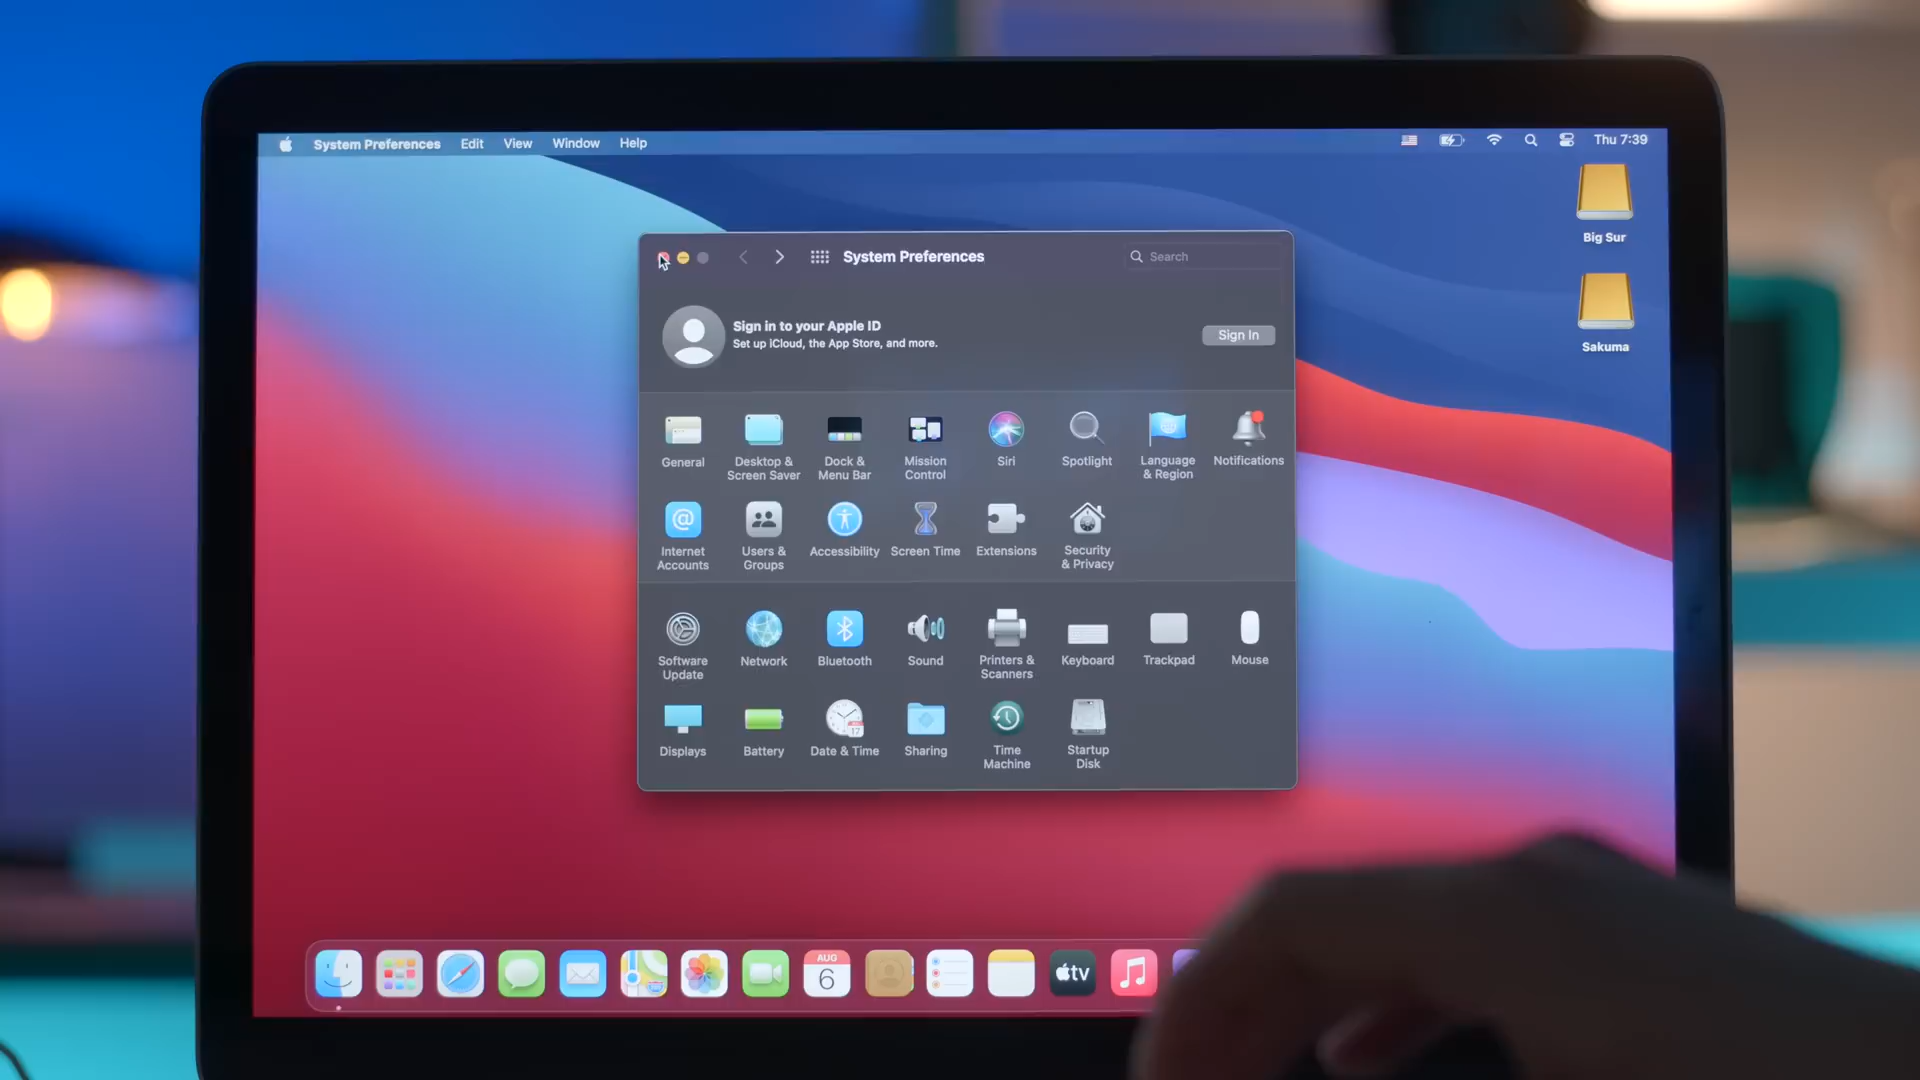 System Preferences Edit View Window Help Thu 7:39
Big Sur
Sakuma
System Preferences Search
Sign in to your Apple ID
Set up iCloud, the App Store, and more.
Sign In
General Desktop & Dock & Mission Siri Spotlight Language Notifications
Screen Saver Menu Bar Control & Region
Internet Users & Accessibility Screen Time Extensions Security
Accounts Groups & Privacy
Software Network Bluetooth Sound Printers & Keyboard Trackpad Mouse
Update Scanners
Displays Battery Date & Time Sharing Time Startup
Machine Disk
AUG
6
tv